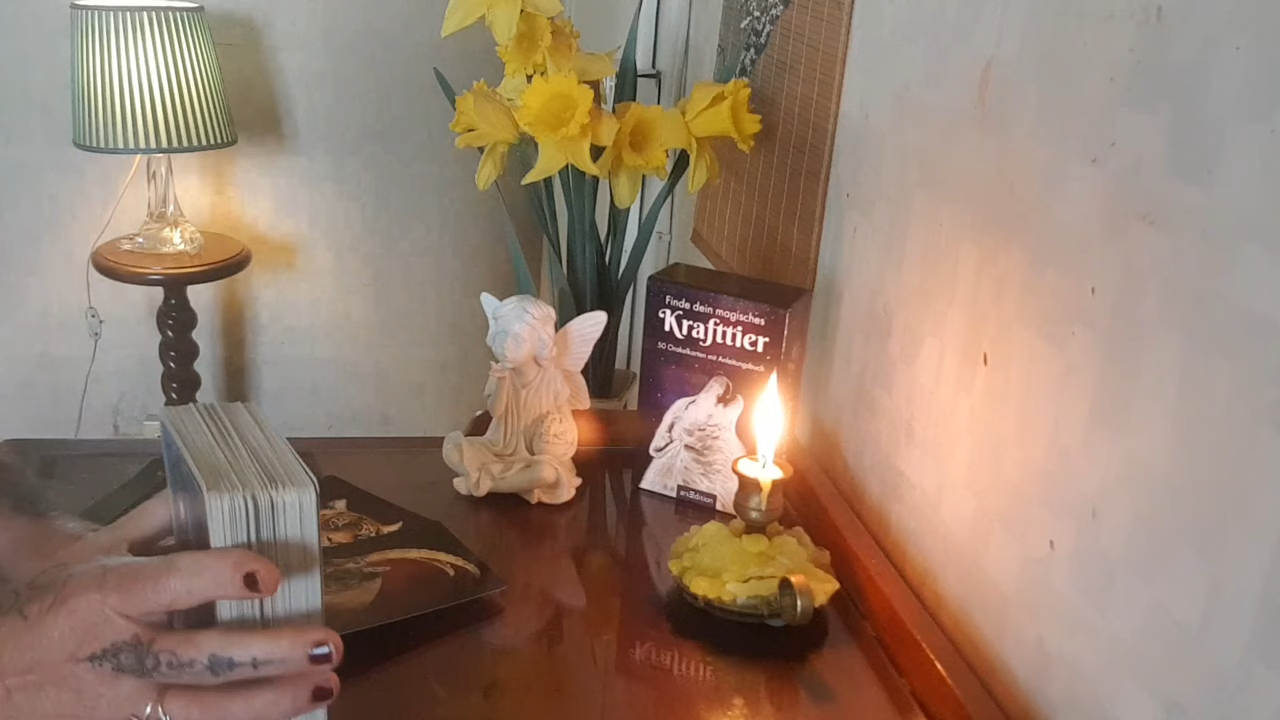 Finde dein magisches
Krafttier
50 Orakelkarten mit Anleitungsbuch
arsEdition